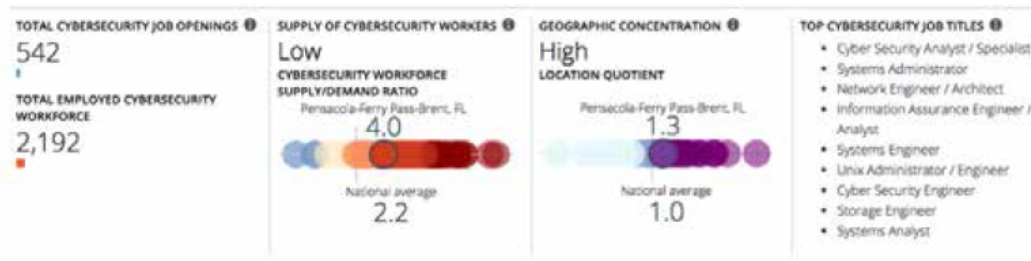 TOTAL CYBERSECURITY JOB OPENINGS
542
TOTAL EMPLOYED CYBERSECURITY
WORKFORCE
2,192
SUPPLY OF CYBERSECURITY WORKERS
Low
CYBERSECURITY WORKFORCE
SUPPLY/DEMAND RATIO
Pensacola-Ferry Pass-Brent, FL
4.0
National average
2.2
GEOGRAPHIC CONCENTRATION
High
LOCATION QUOTIENT
Pensacola-Ferry Pass-Brent, FL
1.3
National average
1.0
TOP CYBERSECURITY JOB TITLES
• Cyber Security Analyst / Specialist
• Systems Administrator
• Network Engineer / Architect
• Information Assurance Engineer /
Analyst
• Systems Engineer
• Unix Administrator / Engineer
• Cyber Security Engineer
• Storage Engineer
• Systems Analyst